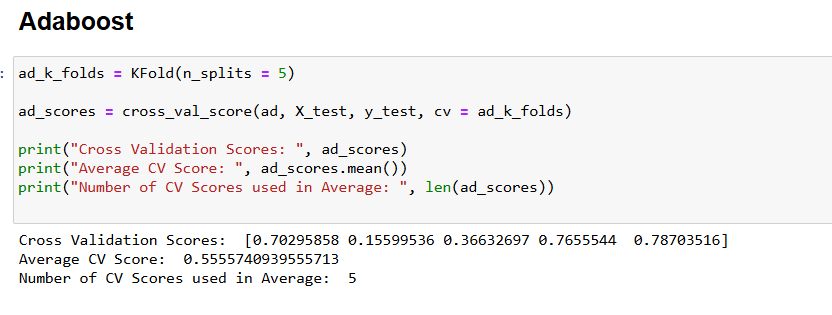 Adaboost
: ad_k_folds = KFold(n_splits = 5)
ad_scores = cross_val_score(ad, X_test, y_test, cv = ad_k_folds)
print("Cross Validation Scores: ", ad_scores)
print("Average CV Score: ", ad_scores.mean())
print("Number of CV Scores used in Average: ", len(ad_scores))
Cross Validation Scores:  [0.70295858 0.15599536 0.36632697 0.7655544  0.78703516]
Average CV Score:  0.5555740939555713
Number of CV Scores used in Average:  5